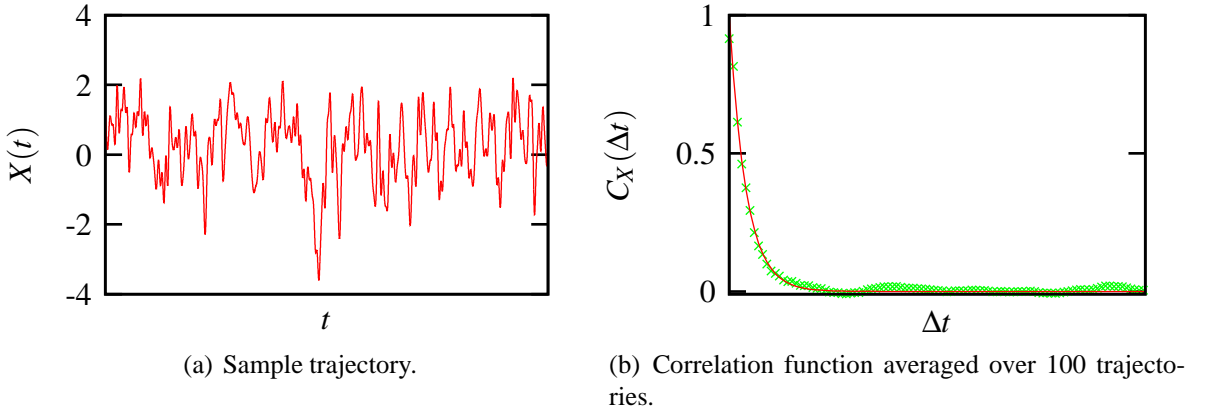 4
2
0
-2
-4
X(t)
t
(a) Sample trajectory.
1
0.5
0
C_X(Δt)
Δt
(b) Correlation function averaged over 100 trajecto-
ries.